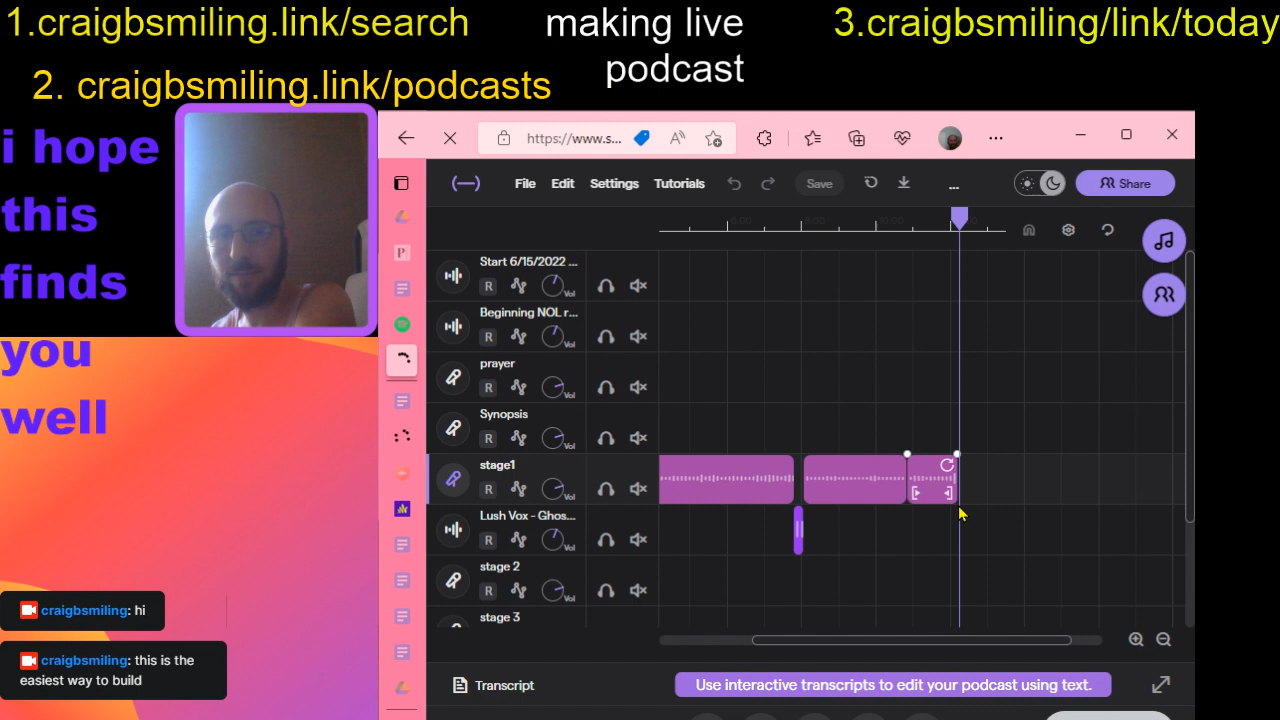 1.craigbsmiling.link/search
making live
podcast
3.craigbsmiling/link/today
2. craigbsmiling.link/podcasts
i hope
this
finds
you
well
https://www.s...
File Edit Settings Tutorials
Save
...
Share
Start 6/15/2022 ...
R
Vol
Beginning NOL r...
R
Vol
prayer
R
Vol
Synopsis
R
Vol
stage1
R
Vol
Lush Vox - Ghos...
R
Vol
stage 2
R
Vol
stage 3
craigbsmiling: hi
craigbsmiling: this is the
easiest way to build
Transcript
Use interactive transcripts to edit your podcast using text.